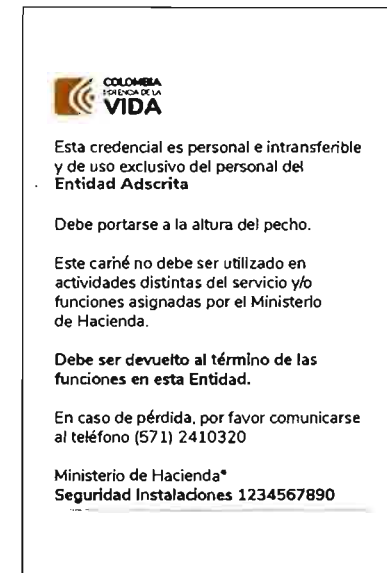 COLOMBIA
POTENCIA DE LA
VIDA
Esta credencial es personal e intransferible
y de uso exclusivo del personal del
Entidad Adscrita
Debe portarse a la altura del pecho.
Este carné no debe ser utilizado en
actividades distintas del servicio y/o
funciones asignadas por el Ministerio
de Hacienda.
Debe ser devuelto al término de las
funciones en esta Entidad.
En caso de pérdida, por favor comunicarse
al teléfono (571) 2410320
Ministerio de Hacienda*
Seguridad Instalaciones 1234567890